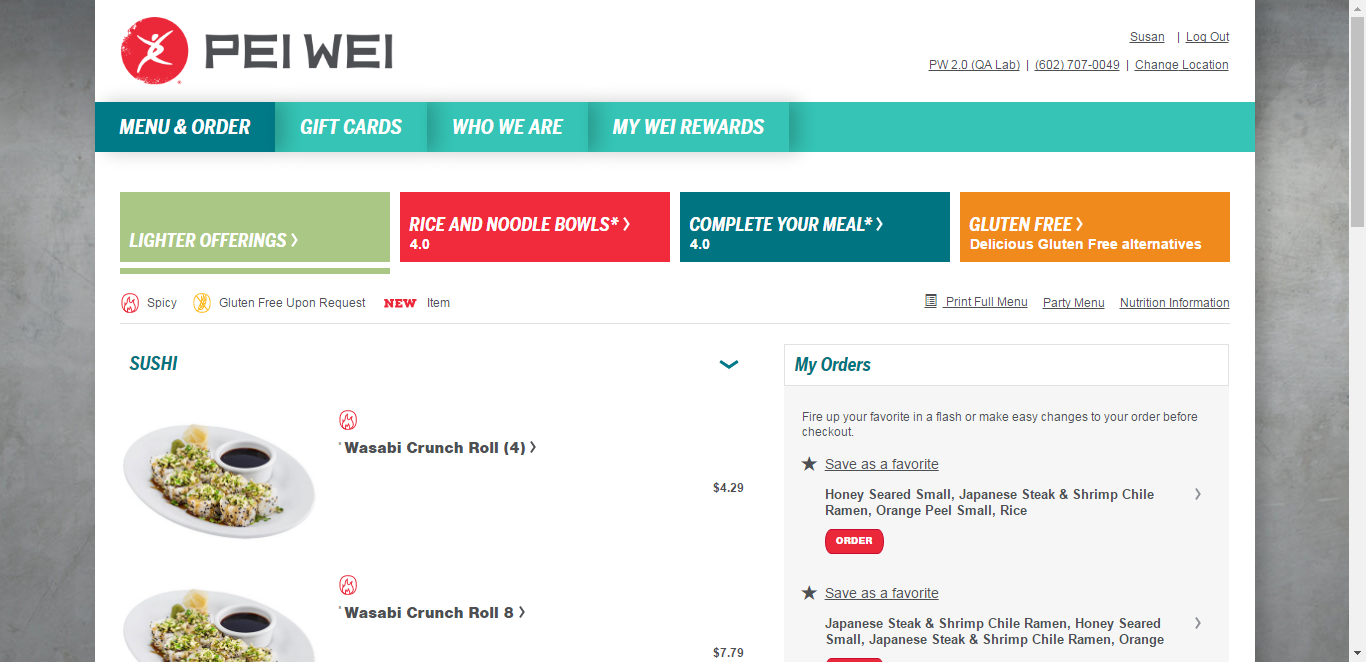 PEI WEI
Susan | Log Out
PW 2.0 (QA Lab) | (602) 707-0049 | Change Location
MENU & ORDER
GIFT CARDS
WHO WE ARE
MY WEI REWARDS
LIGHTER OFFERINGS >
RICE AND NOODLE BOWLS* >
4.0
COMPLETE YOUR MEAL* >
4.0
GLUTEN FREE >
Delicious Gluten Free alternatives
Spicy
Gluten Free Upon Request
NEW Item
Print Full Menu
Party Menu
Nutrition Information
SUSHI
*Wasabi Crunch Roll (4) >
$4.29
*Wasabi Crunch Roll 8 >
$7.79
My Orders
Fire up your favorite in a flash or make easy changes to your order before
checkout.
Save as a favorite
Honey Seared Small, Japanese Steak & Shrimp Chile
Ramen, Orange Peel Small, Rice
ORDER
Save as a favorite
Japanese Steak & Shrimp Chile Ramen, Honey Seared
Small, Japanese Steak & Shrimp Chile Ramen, Orange